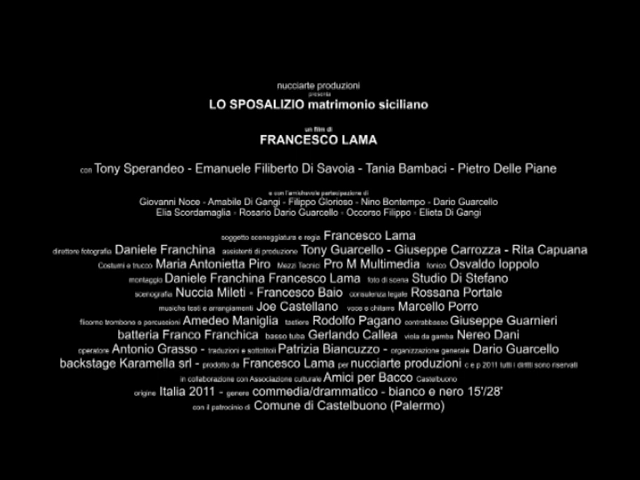 nucciarte produzioni
presenta
LO SPOSALIZIO matrimonio siciliano
un film di
FRANCESCO LAMA
con Tony Sperandeo - Emanuele Filiberto Di Savoia - Tania Bambaci - Pietro Delle Piane
e con l'amichevole partecipazione di
Giovanni Noce - Amabile Di Gangi - Filippo Glorioso - Nino Bontempo - Dario Guarcello
Elia Scordamaglia - Rosario Dario Guarcello - Occorso Filippo - Elieta Di Gangi
soggetto sceneggiatura e regia Francesco Lama
direttore fotografia Daniele Franchina assistenti di produzione Tony Guarcello - Giuseppe Carrozza - Rita Capuana
Costumi e trucco Maria Antonietta Piro Mezzi Tecnici Pro M Multimedia fonico Osvaldo Ioppolo
montaggio Daniele Franchina Francesco Lama foto di scena Studio Di Stefano
scenografia Nuccia Mileti - Francesco Baio consulenza legale Rossana Portale
musiche testi e arrangiamenti Joe Castellano voce e chitarre Marcello Porro
flicorno trombone e percussioni Amedeo Maniglia tastiere Rodolfo Pagano contrabbasso Giuseppe Guarnieri
batteria Franco Franchica basso tuba Gerlando Callea viola da gamba Nereo Dani
operatore Antonio Grasso - traduzioni e sottotitoli Patrizia Biancuzzo - organizzazione generale Dario Guarcello
backstage Karamella srl - prodotto da Francesco Lama per nucciarte produzioni c e p 2011 tutti i diritti sono riservati
in collaborazione con Associazione culturale Amici per Bacco Castelbuono
origine Italia 2011 - genere commedia/drammatico - bianco e nero 15'/28'
con il patrocinio di Comune di Castelbuono (Palermo)